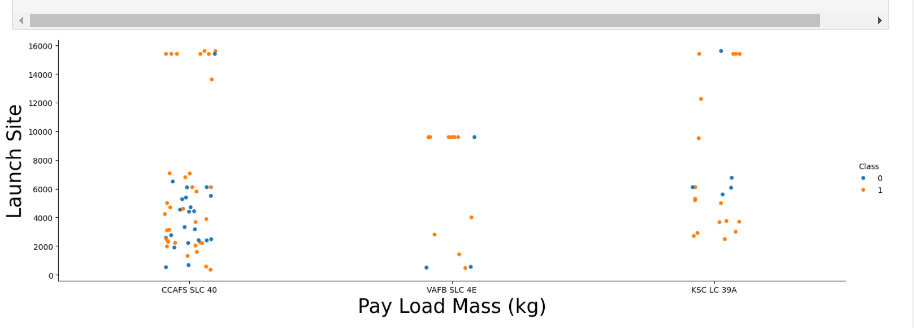 16000
14000
12000
10000
8000
6000
4000
2000
0
Launch Site
CCAFS SLC 40
VAFB SLC 4E
KSC LC 39A
Pay Load Mass (kg)
Class
0
1